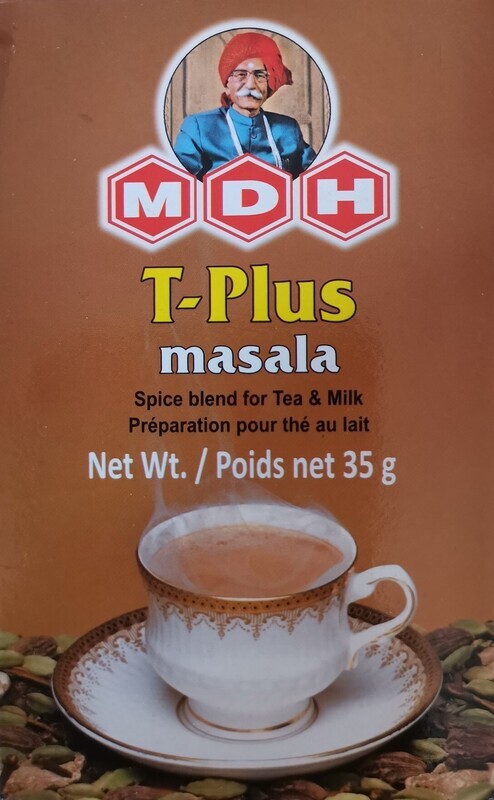 MDH
T-Plus
masala
Spice blend for Tea & Milk
Préparation pour thé au lait
Net Wt. / Poids net 35 g